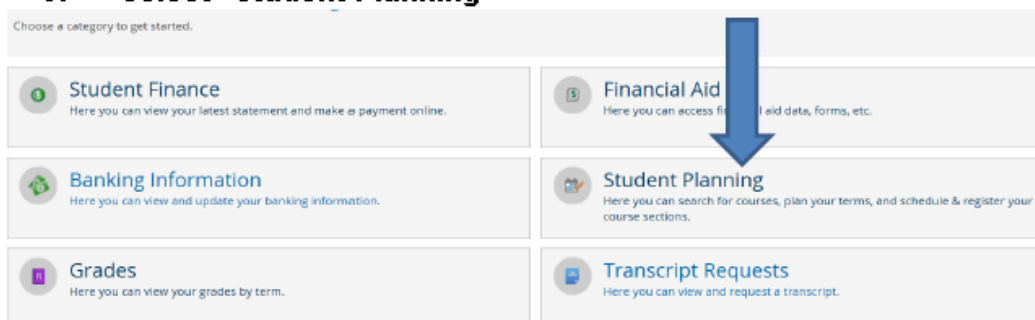 Select "Student Planning
Choose a category to get started.
Student Finance
Here you can view your latest statement and make a payment online.
Financial Aid
Here you can access aid data, forms, etc.
Banking Information
Here you can view and update your banking information.
Student Planning
Here you can search for courses, plan your terms, and schedule & register your
course sections.
Grades
Here you can view your grades by term.
Transcript Requests
Here you can view and request a transcript.